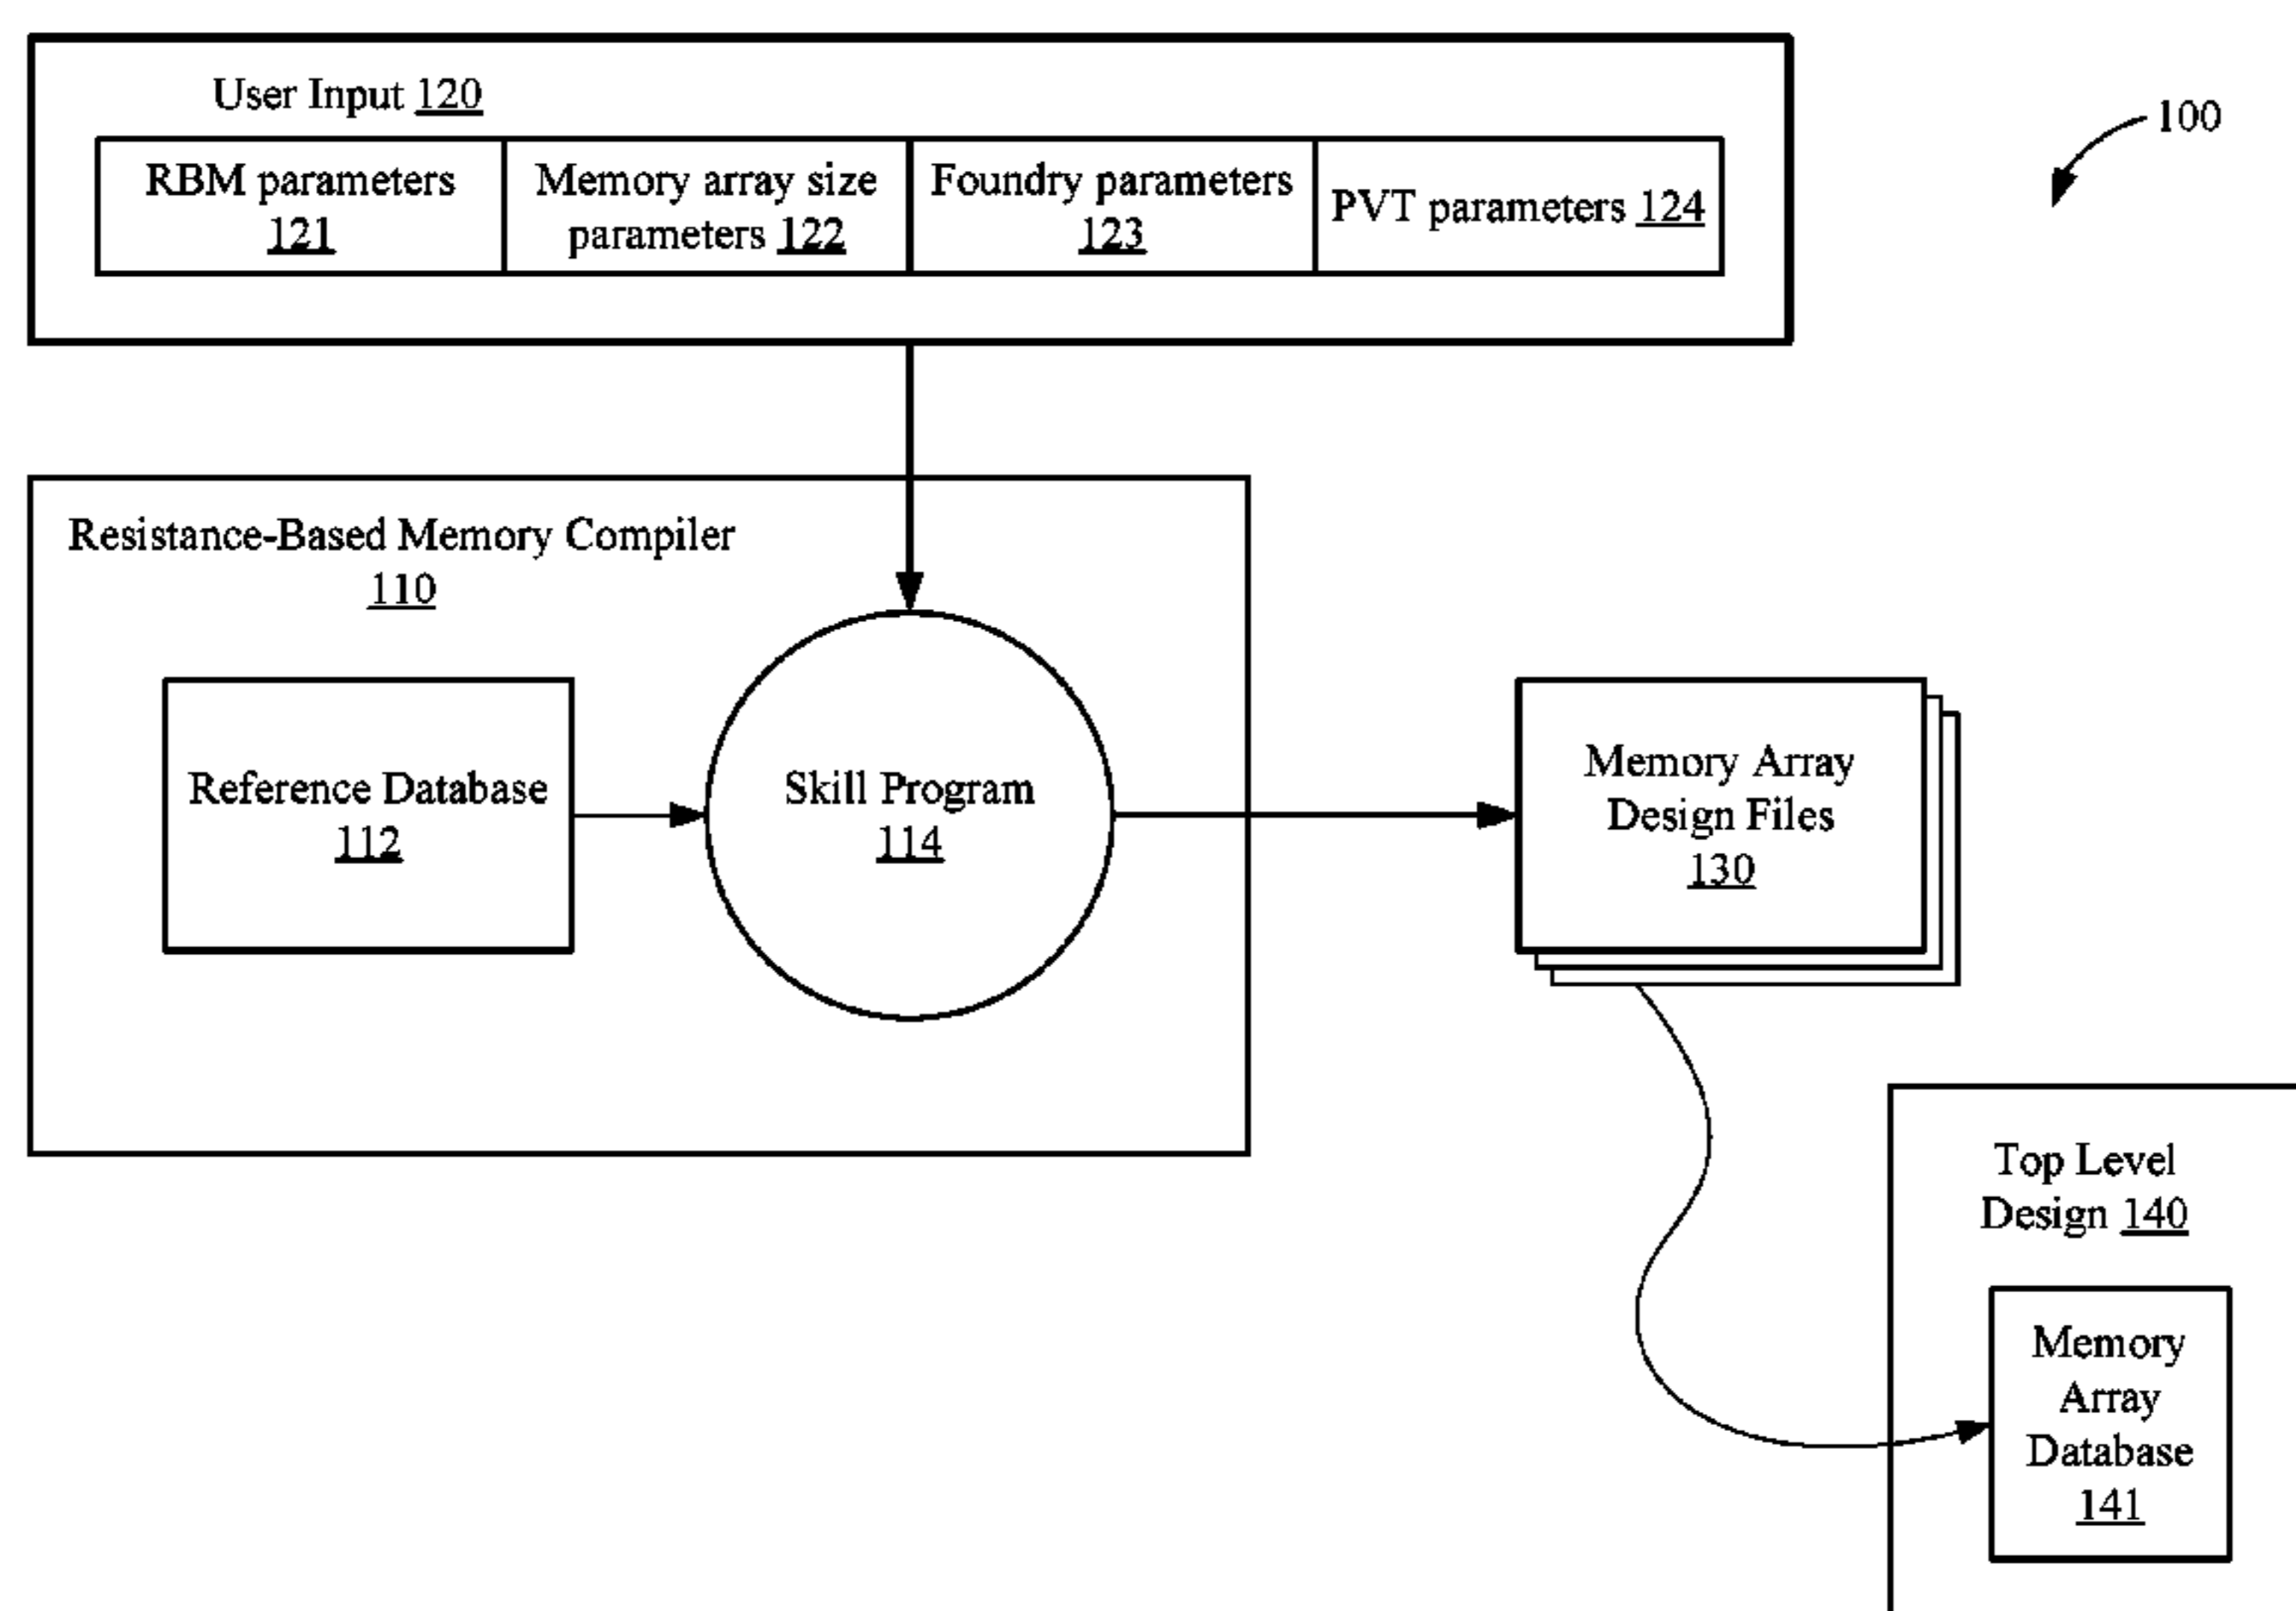 User Input 120
100
RBM parameters
121
Memory array size
parameters 122
Foundry parameters
123
PVT parameters 124
Resistance-Based Memory Compiler
110
Reference Database
112
Skill Program
114
Memory Array
Design Files
130
Top Level
Design 140
Memory
Array
Database
141